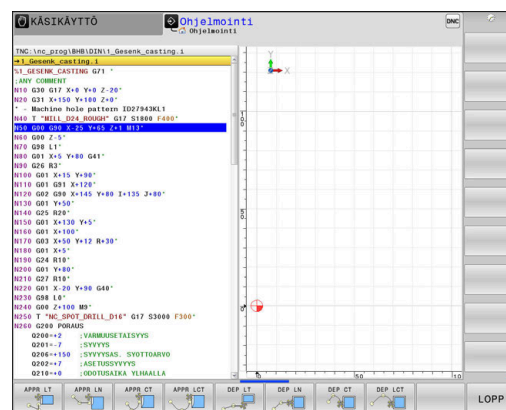 KÄSIKÄYTTÖ
Ohjelmointi
Ohjelmointi
DNC
TNC:\nc_prog\BHB\DIN\1_Gesenk_casting.i
→1_Gesenk_casting.i
%1_GESENK_CASTING G71 *
;ANY COMMENT
N10 G30 G17 X+0 Y+0 Z-20*
N20 G31 X+150 Y+100 Z+0*
* - Machine hole pattern ID27943KL1
N40 T "MILL_D24_ROUGH" G17 S1800 F400*
N50 G00 G90 X-25 Y+65 Z+1 M13*
N60 G00 Z-5*
N70 G98 L1*
N80 G01 X+5 Y+80 G41*
N90 G26 R3*
N100 G01 X+15 Y+90*
N110 G01 G91 X+120*
N120 G02 G90 X+145 Y+80 I+135 J+80*
N130 G01 Y+50*
N140 G25 R20*
N150 G01 X+130 Y+5*
N160 G01 X+100*
N170 G03 X+50 Y+12 R+30*
N180 G01 X+5*
N190 G24 R10*
N200 G01 Y+80*
N210 G27 R10*
N220 G01 X-20 Y+90 G40*
N230 G98 L0*
N240 G00 Z+100 M9*
N250 T "NC_SPOT_DRILL_D16" G17 S3000 F300*
N260 G200 PORAUS
Q200=+2 ;VARMUUSETAISYYS
Q201=-7 ;SYVYYS
Q206=+150 ;SYVYYSAS. SYOTTOARVO
Q202=+7 ;ASETUSSYVYYS
Q210=+0 ;ODOTUSAIKA YLHAALLA
Y
X
100
50
0
0
50
10
APPR LT
APPR LN
APPR CT
APPR LCT
DEP LT
DEP LN
DEP CT
DEP LCT
LOPP